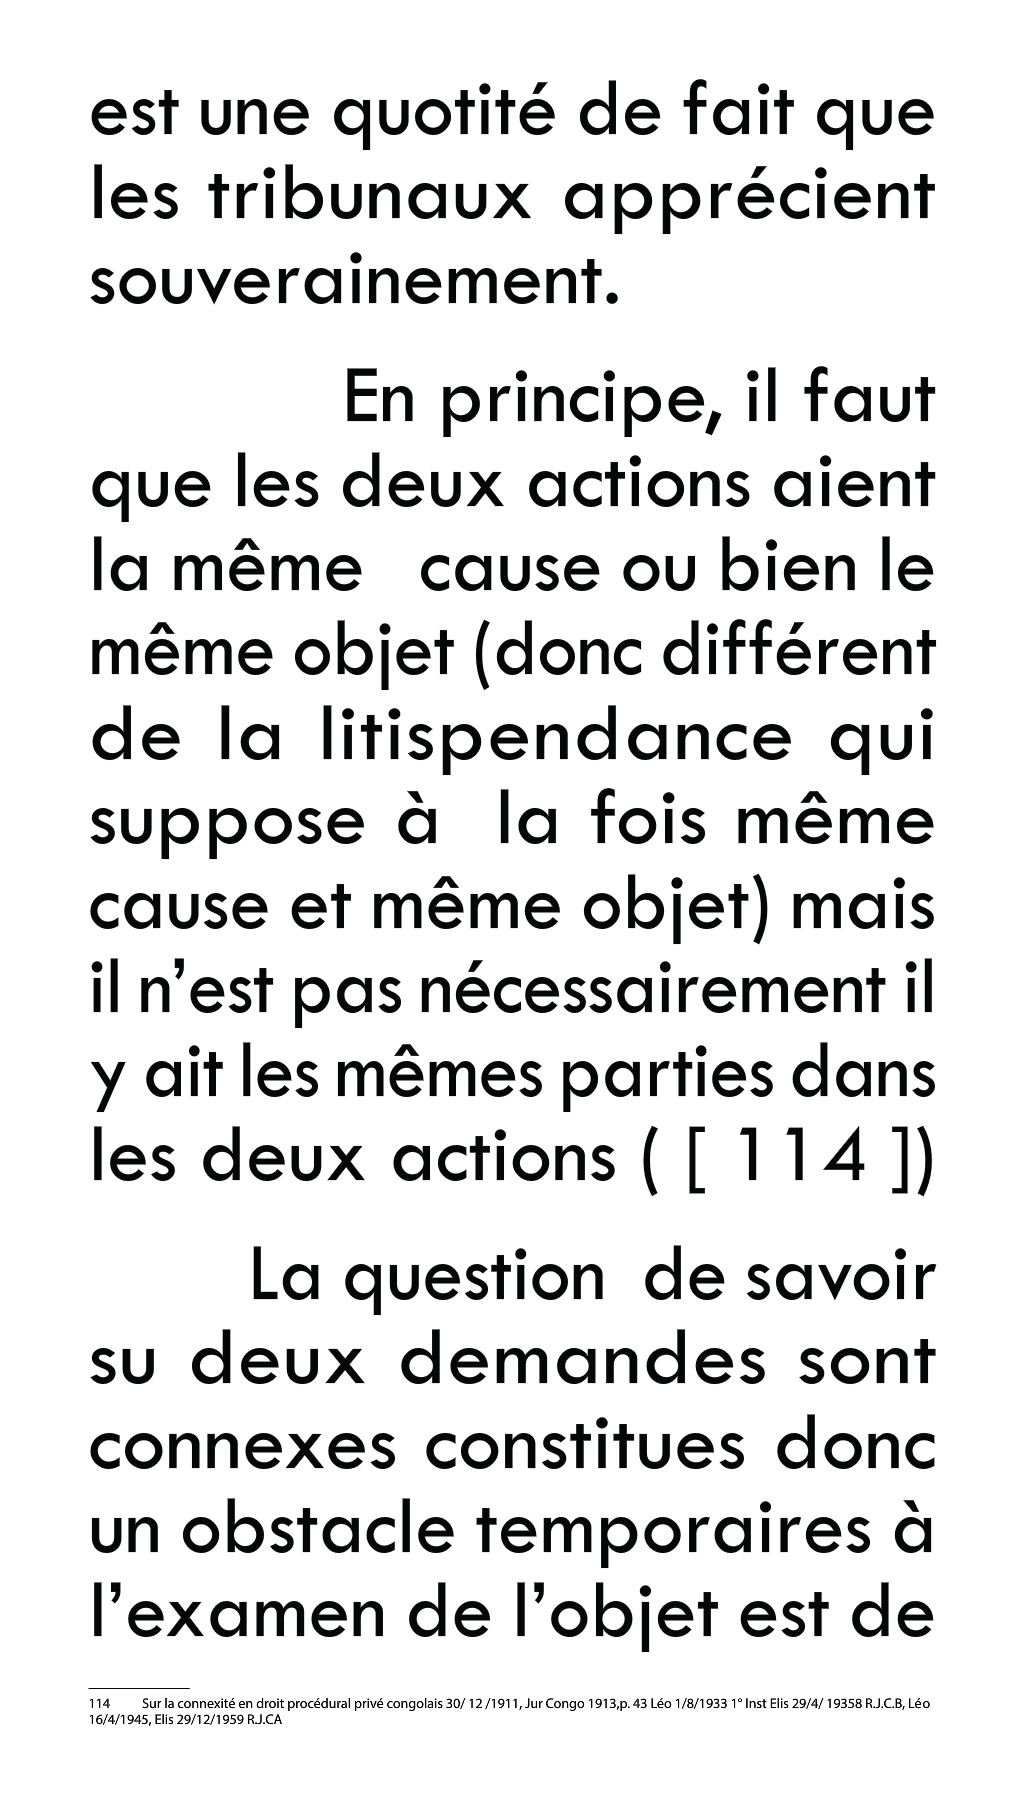 est une quotité de fait que
les tribunaux apprécient
souverainement.
En principe, il faut
que les deux actions aient
la même cause ou bien le
même objet (donc différent
de la litispendance qui
suppose à la fois même
cause et même objet) mais
il n’est pas nécessairement il
y ait les mêmes parties dans
les deux actions ( [ 114 ])
La question de savoir
su deux demandes sont
connexes constitues donc
un obstacle temporaires à
l’examen de l’objet est de
114 Sur la connexité en droit procédural privé congolais 30/ 12 /1911, Jur Congo 1913,p. 43 Léo 1/8/1933 1° Inst Elis 29/4/ 19358 R.J.C.B, Léo
16/4/1945, Elis 29/12/1959 R.J.CA